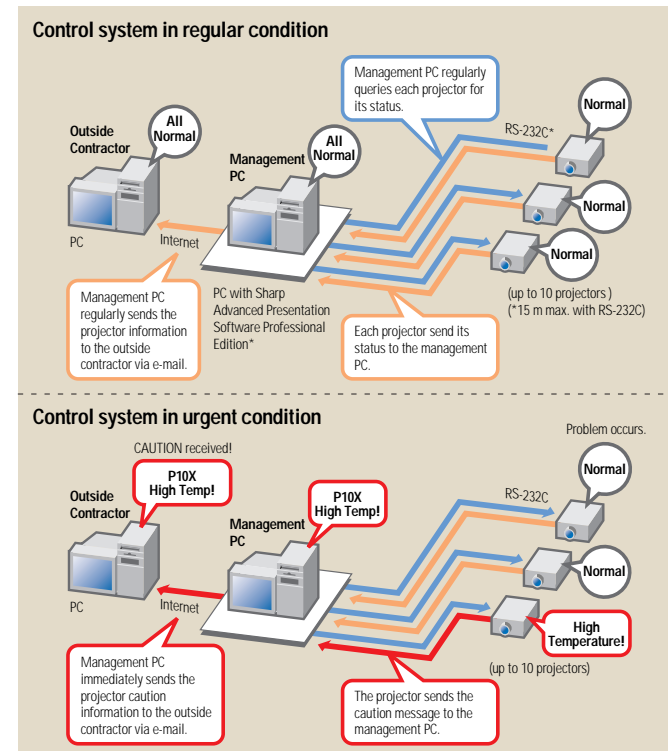 Control system in regular condition
Management PC regularly
queries each projector for
its status.
Normal
RS-232C*
All
Normal
Outside
Contractor
All
Normal
Management
PC
Normal
PC
Internet
Normal
Management PC
regularly sends the
projector information
to the outside
contractor via e-mail.
PC with Sharp
Advanced Presentation
Software Professional
Edition*
Each projector send its
status to the management
PC.
(up to 10 projectors )
(*15 m max. with RS-232C)
Control system in urgent condition
Problem occurs.
CAUTION received!
P10X
High Temp!
Normal
Outside
Contractor
P10X
High Temp!
RS-232C
Management
PC
Normal
PC
Internet
High
Temperature!
Management PC
immediately sends the
projector caution
information to the outside
contractor via e-mail.
The projector sends the
caution message to the
management PC.
(up to 10 projectors)